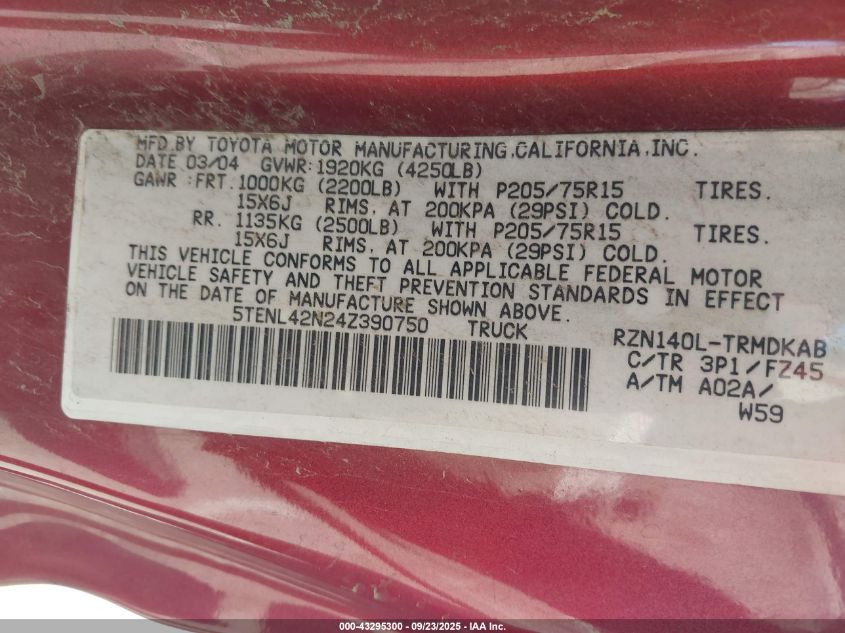 MFD.BY TOYOTA MOTOR MANUFACTURING,CALIFORNIA,INC.
DATE 03/04 GVWR:1920KG (4250LB)
GAWR :FRT. 1000KG (2200LB) WITH P205/75R15 TIRES.
15X6J RIMS, AT 200KPA (29PSI) COLD.
RR. 1135KG (2500LB) WITH P205/75R15 TIRES.
15X6J RIMS, AT 200KPA (29PSI) COLD.
THIS VEHICLE CONFORMS TO ALL APPLICABLE FEDERAL MOTOR
VEHICLE SAFETY AND THEFT PREVENTION STANDARDS IN EFFECT
ON THE DATE OF MANUFACTURE SHOWN ABOVE.
5TENL42N24Z390750 TRUCK
RZN140L-TRMDKAB
C/TR 3P1/FZ45
A/TM A02A/
W59
000-43295300 - 09/23/2025 - IAA Inc.